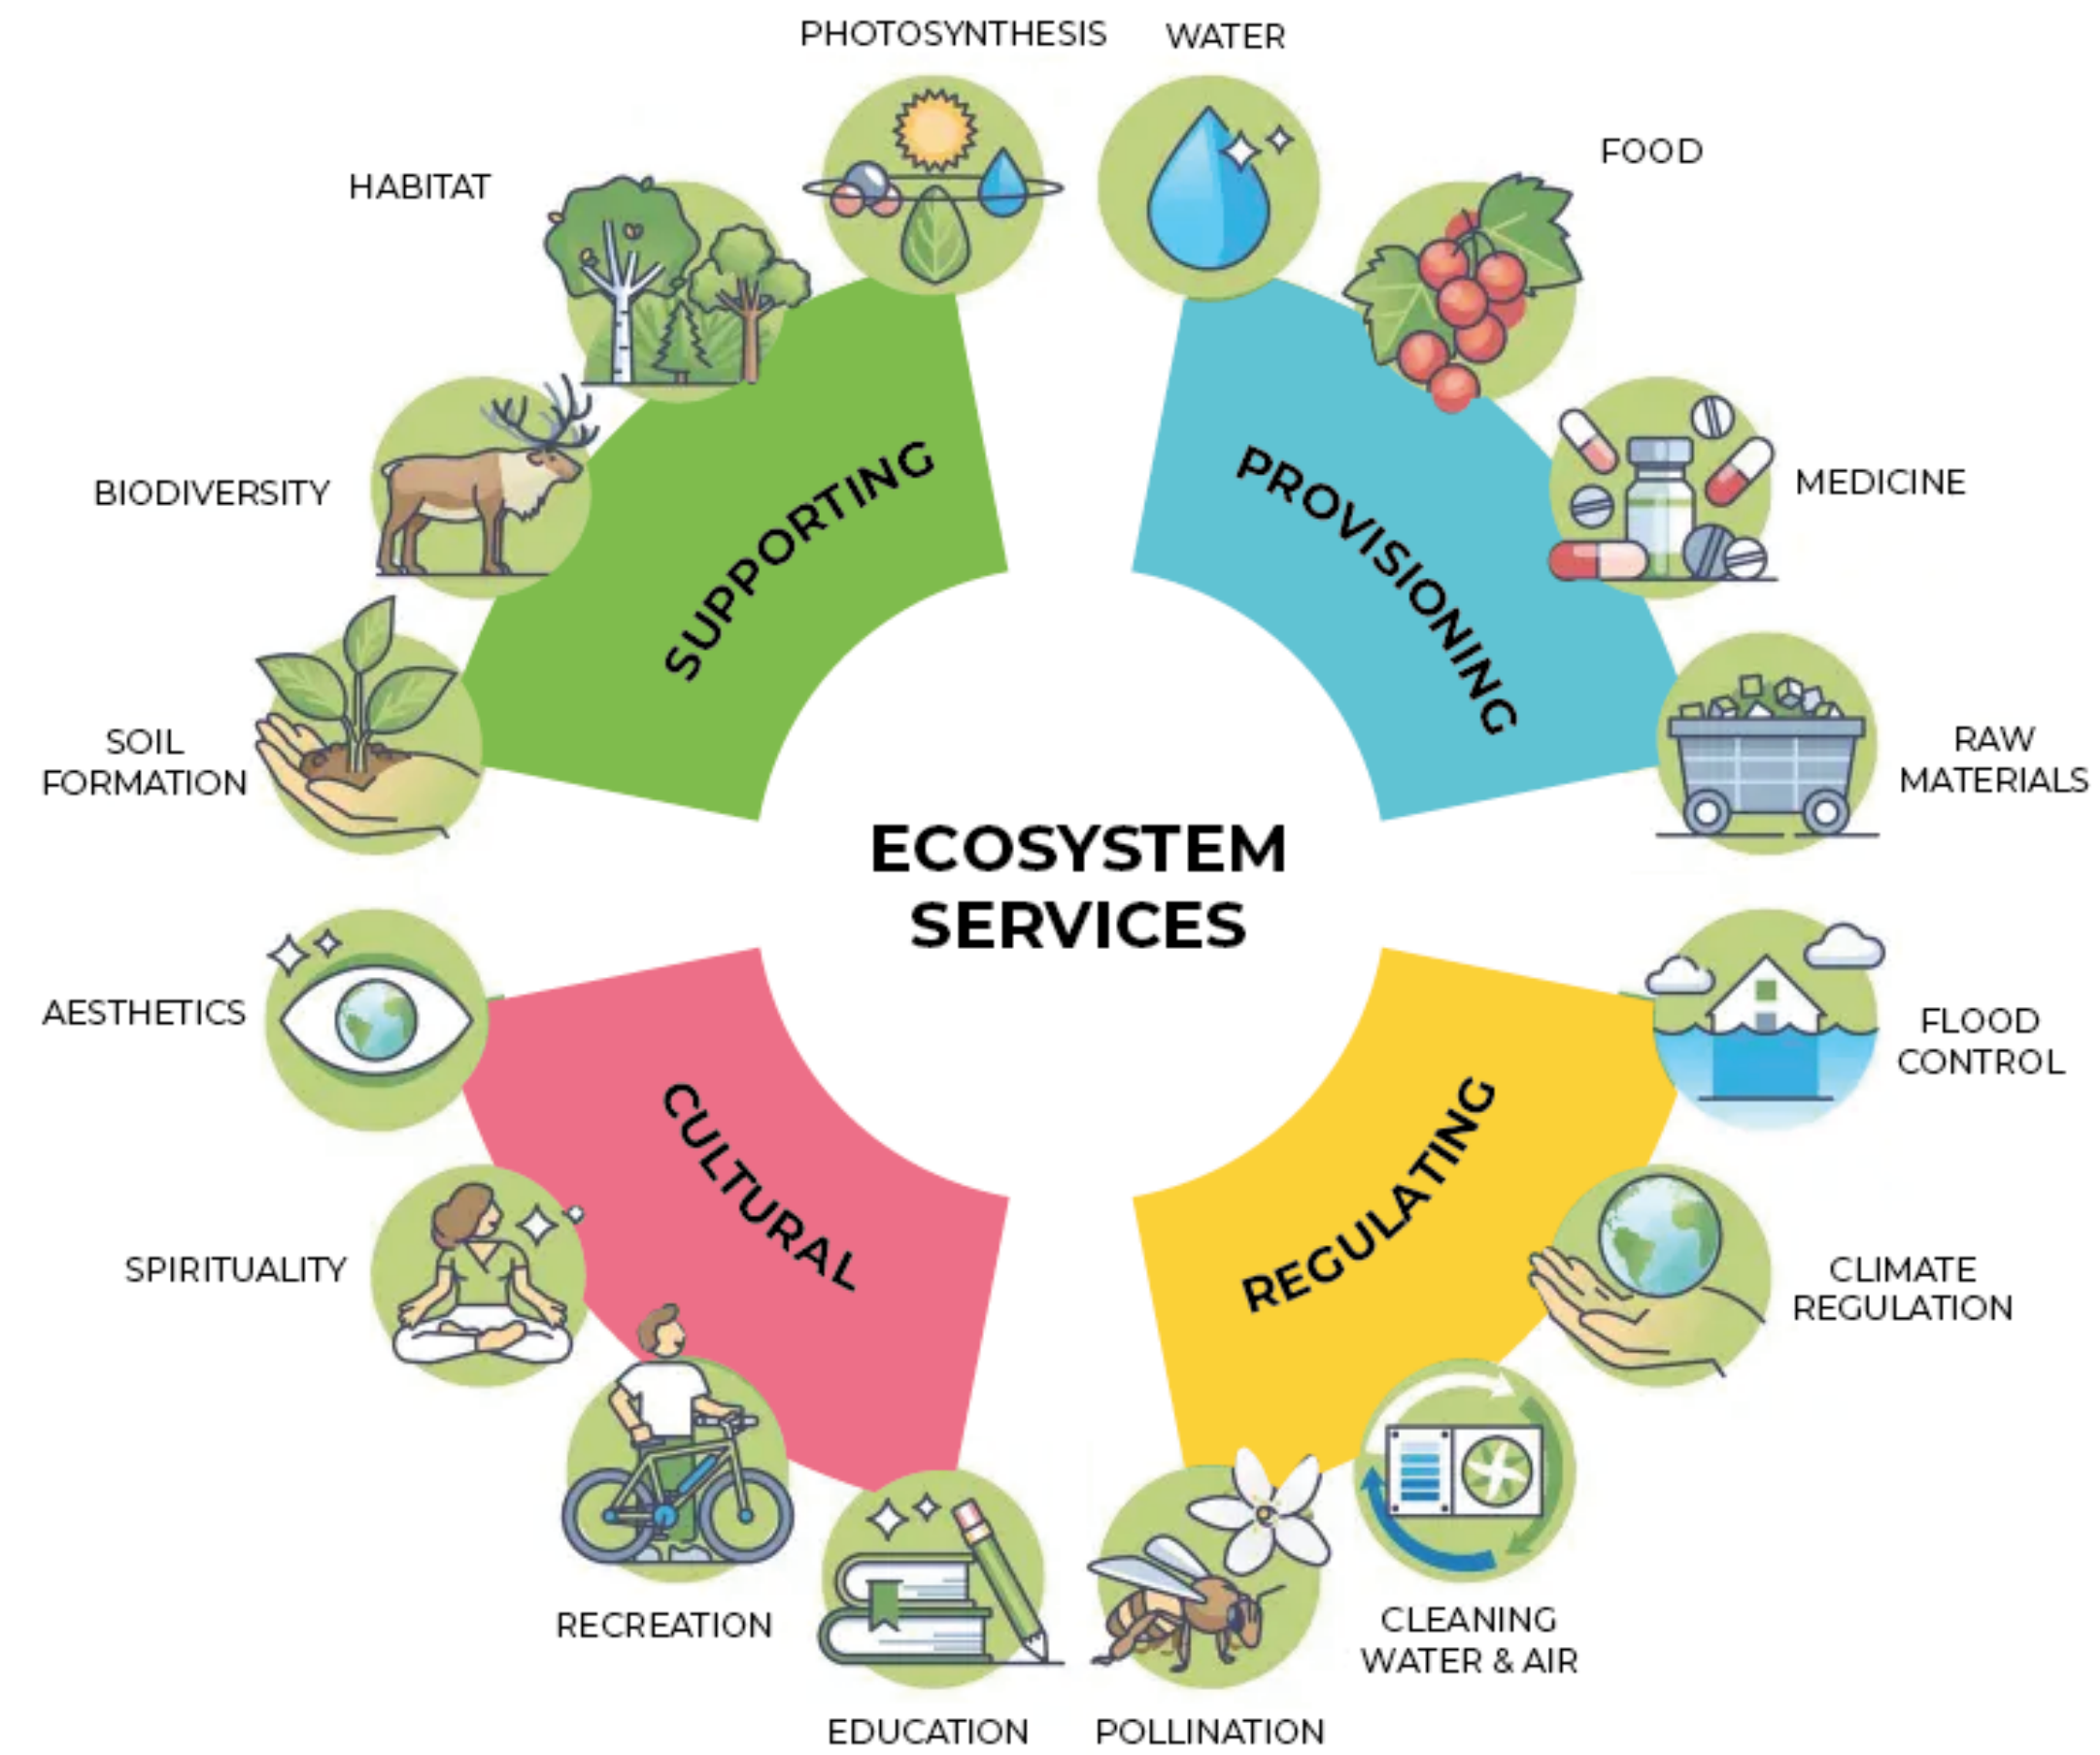 PHOTOSYNTHESIS
WATER
HABITAT
FOOD
BIODIVERSITY
MEDICINE
SOIL
FORMATION
RAW
MATERIALS
SUPPORTING
PROVISIONING
ECOSYSTEM
SERVICES
AESTHETICS
FLOOD
CONTROL
CULTURAL
REGULATING
SPIRITUALITY
CLIMATE
REGULATION
RECREATION
CLEANING
WATER & AIR
EDUCATION
POLLINATION